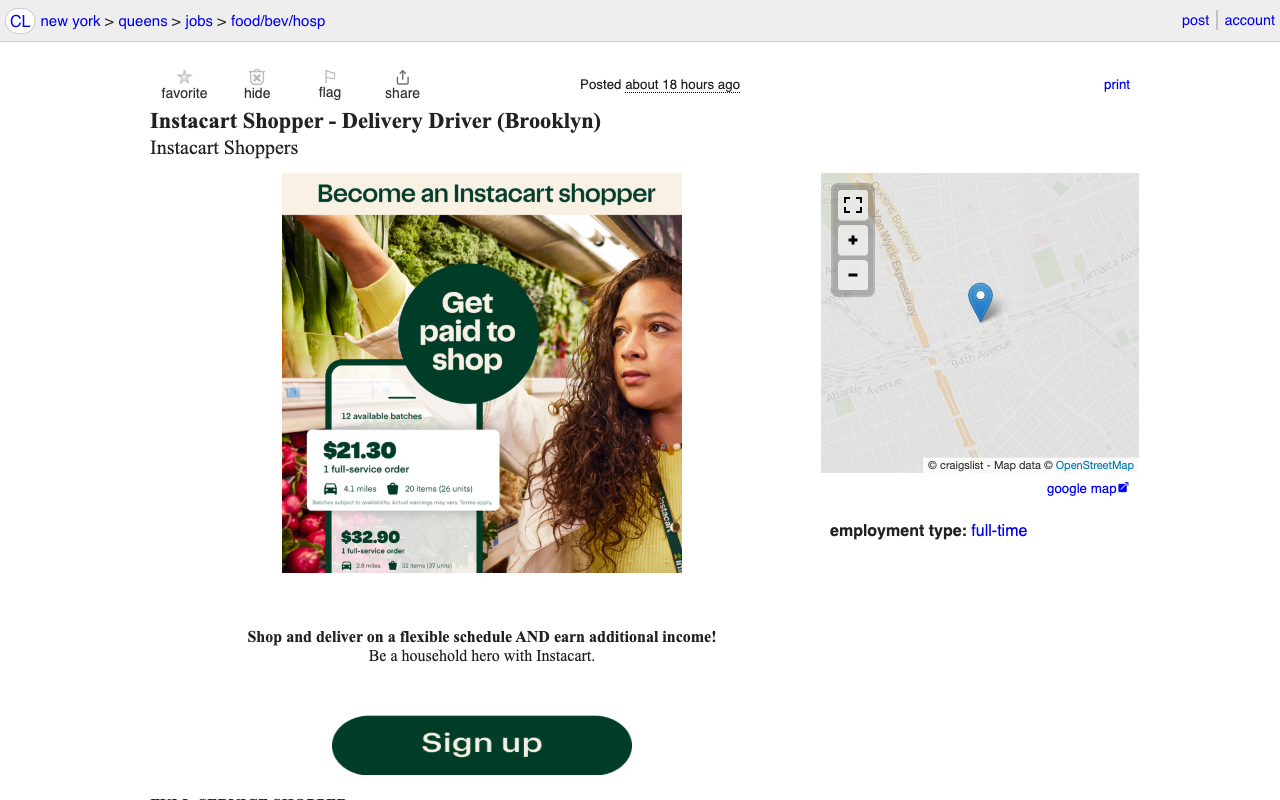 CL new york > queens > jobs > food/bev/hosp post account
favorite hide flag share Posted about 18 hours ago print
Instacart Shopper - Delivery Driver (Brooklyn)
Instacart Shoppers
Become an Instacart shopper
Get
paid to
shop
12 available batches
$21.30
1 full-service order
4.1 miles 20 items (26 units)
Batches subject to availability. Actual earnings may vary. Terms apply.
$32.90
1 full-service order
2.8 miles 32 items (37 units)
instacart
Queens Boulevard
Van Wyck Expressway
Jamaica Avenue
94th Avenue
Atlantic Avenue
© craigslist - Map data © OpenStreetMap
google map
employment type: full-time
Shop and deliver on a flexible schedule AND earn additional income!
Be a household hero with Instacart.
Sign up